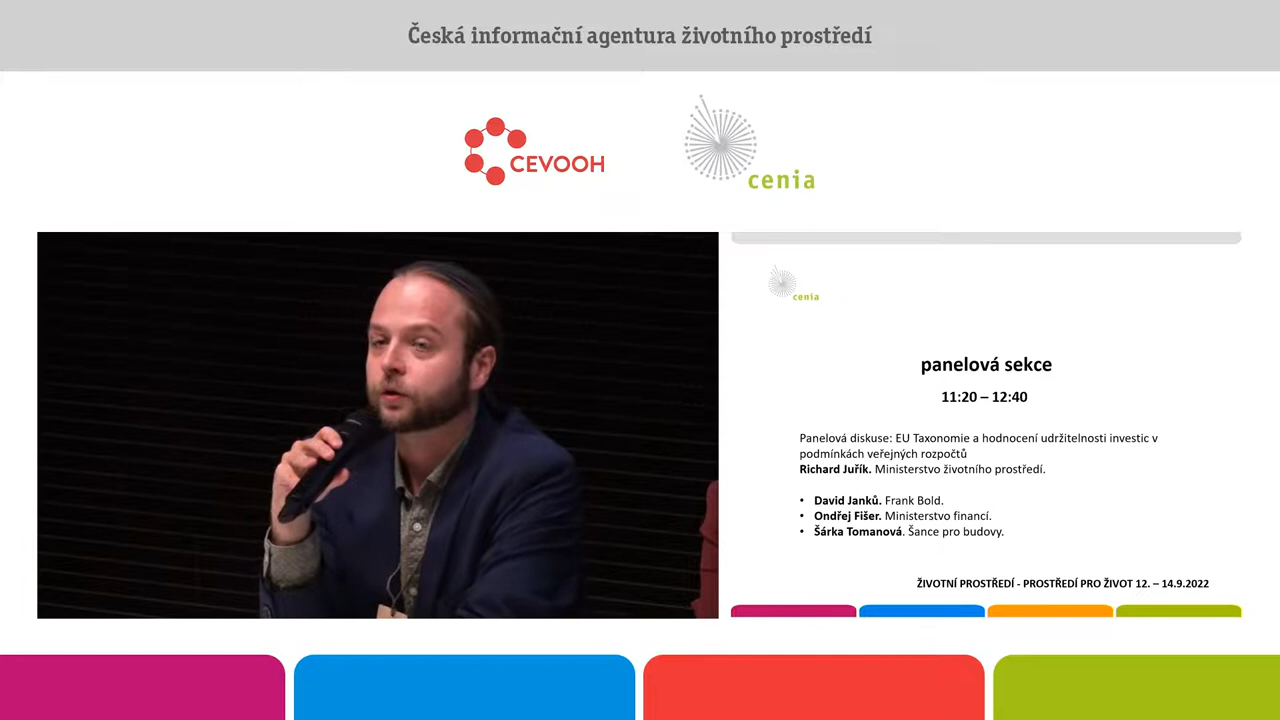 Česká informační agentura životního prostředí
CEVOOH
cenia
cenia
panelová sekce
11:20 – 12:40
Panelová diskuse: EU Taxonomie a hodnocení udržitelnosti investic v
podmínkách veřejných rozpočtů
Richard Juřík. Ministerstvo životního prostředí.
• David Janků. Frank Bold.
• Ondřej Fišer. Ministerstvo financí.
• Šárka Tomanová. Šance pro budovy.
ŽIVOTNÍ PROSTŘEDÍ - PROSTŘEDÍ PRO ŽIVOT 12. – 14.9.2022